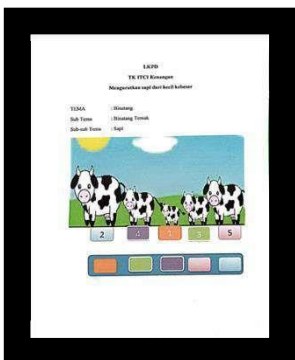 LKPD
TK ITCI Kenangan
Mengurutkan sapi dari kecil kebesar
TEMA : Binatang
Sub Tema : Binatang Ternak
Sub-sub Tema : Sapi
2 4 1 3 5